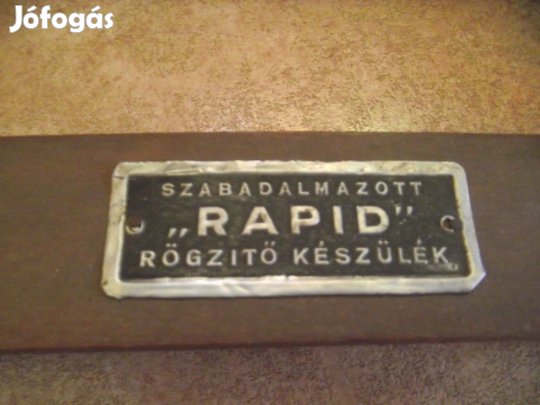 Jófogás
SZABADALMAZOTT
„RAPID”
RÖGZITŐ KÉSZÜLÉK